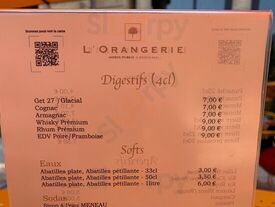 L'ORANGERIE
Digestifs (4cl)
Get 27 / Glacial 7,00 €
Cognac 7,00 €
Armagnac 7,00 €
Whisky Premium 9,00 €
Rhum Premium 9,00 €
EDV Poire/Framboise 9,00 €
Softs
Eaux
Abatilles plate, Abatilles pétillante - 33cl 3,00 €
Abatilles plate, Abatilles pétillante - 50cl 3,50 €
Abatilles plate, Abatilles pétillante - 1litre 6,00 €
Sodas
MENEAU